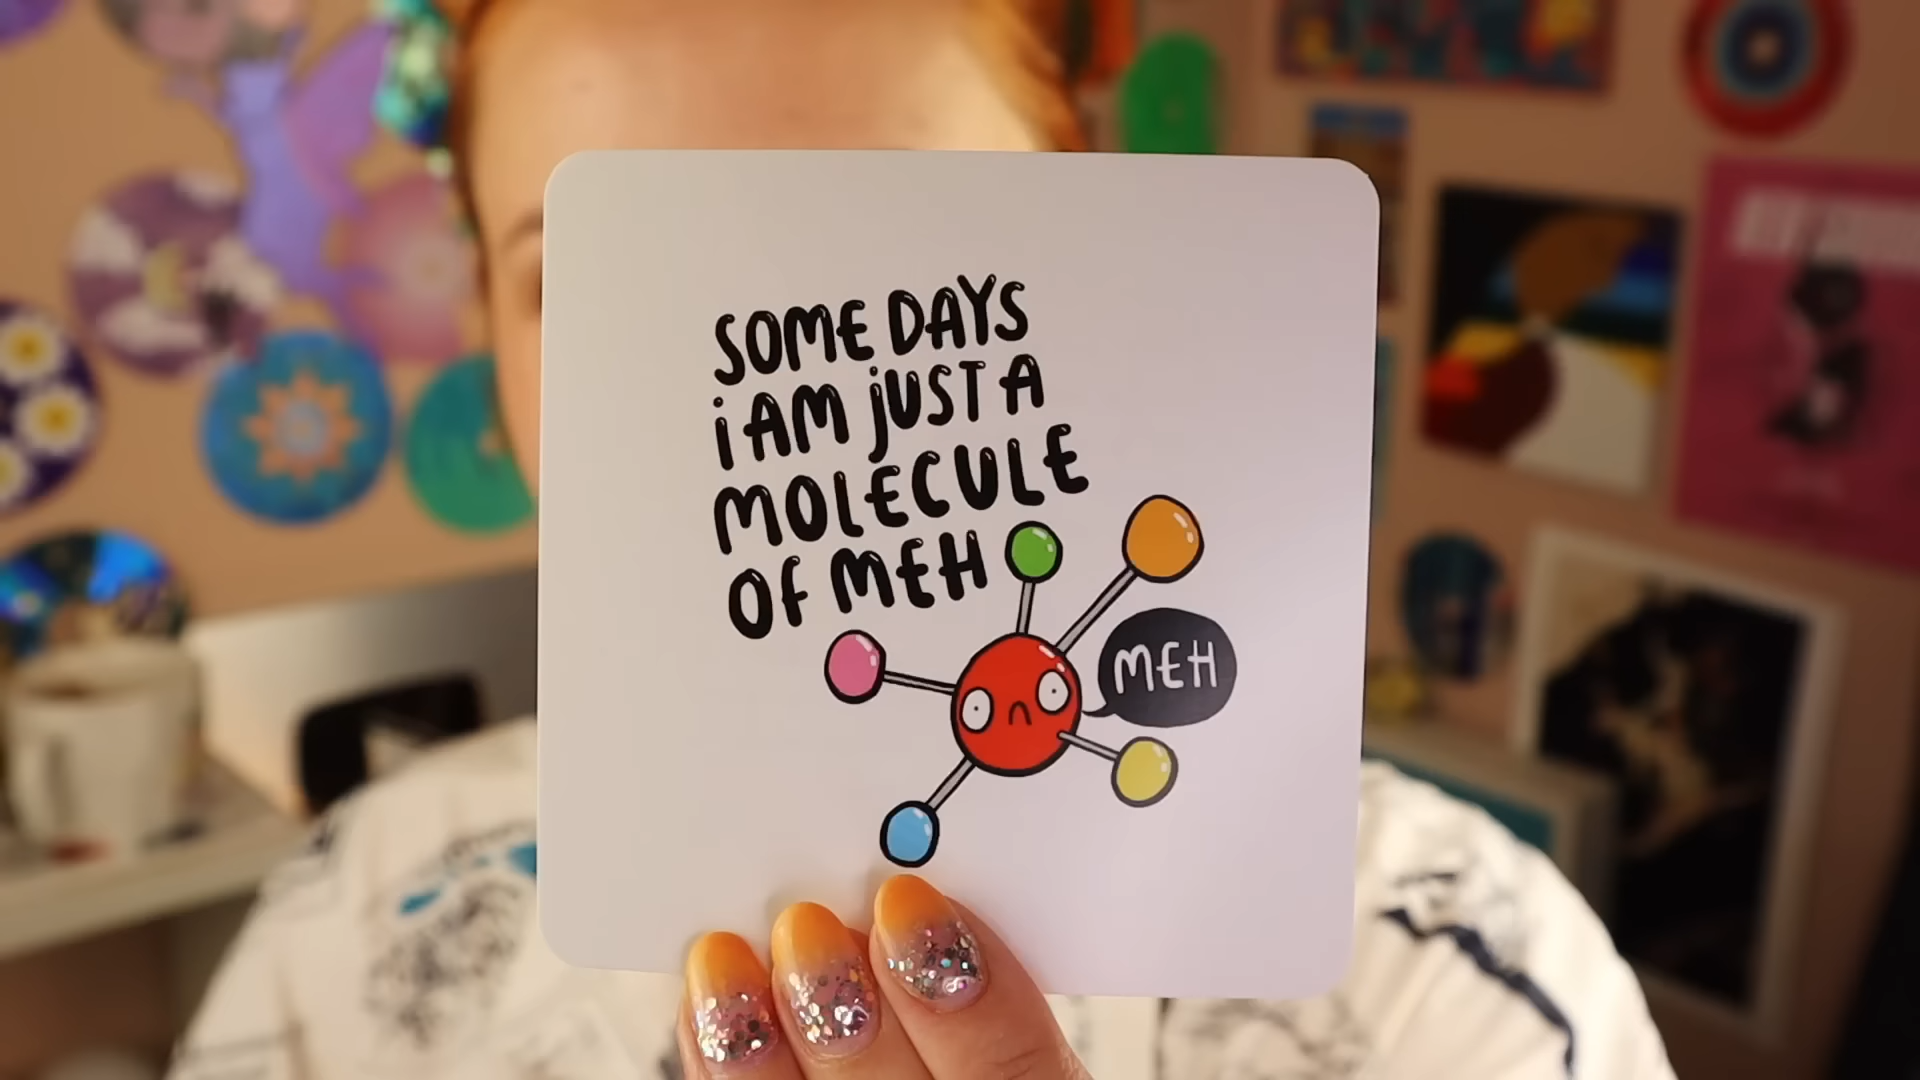 SOME DAYS
i AM jUST A
MOLECULE
OF MEH
MEH